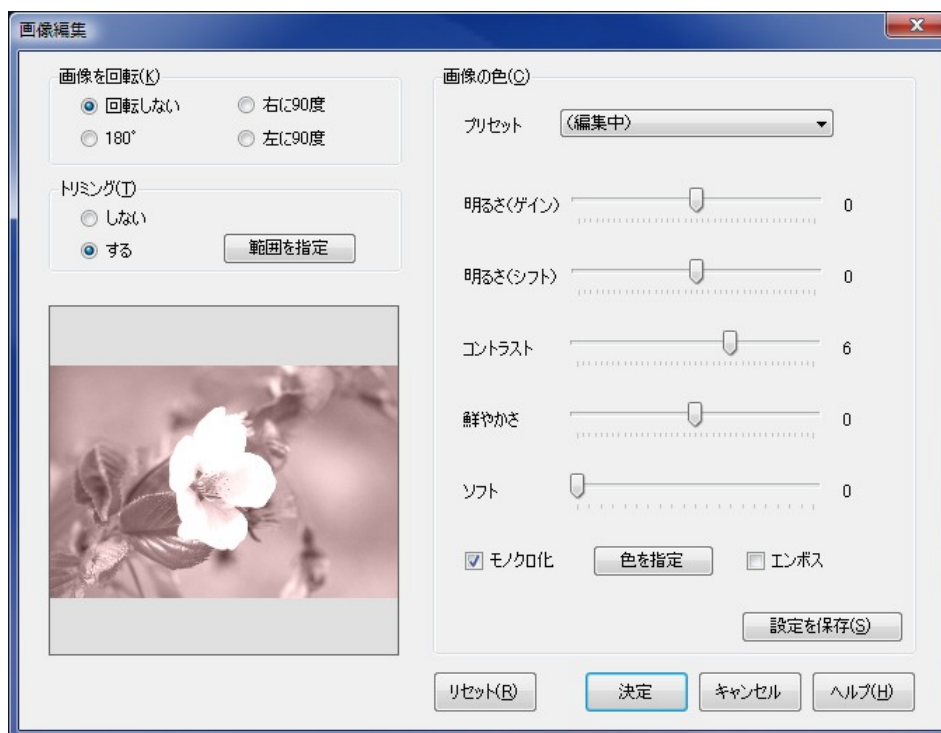 画像編集
画像を回転(K)
回転しない
右に90度
180°
左に90度
トリミング(T)
しない
する
範囲を指定
画像の色(C)
プリセット
(編集中)
明るさ(ゲイン)
0
明るさ(シフト)
0
コントラスト
6
鮮やかさ
0
ソフト
0
モノクロ化
色を指定
エンボス
設定を保存(S)
リセット(R)
決定
キャンセル
ヘルプ(H)